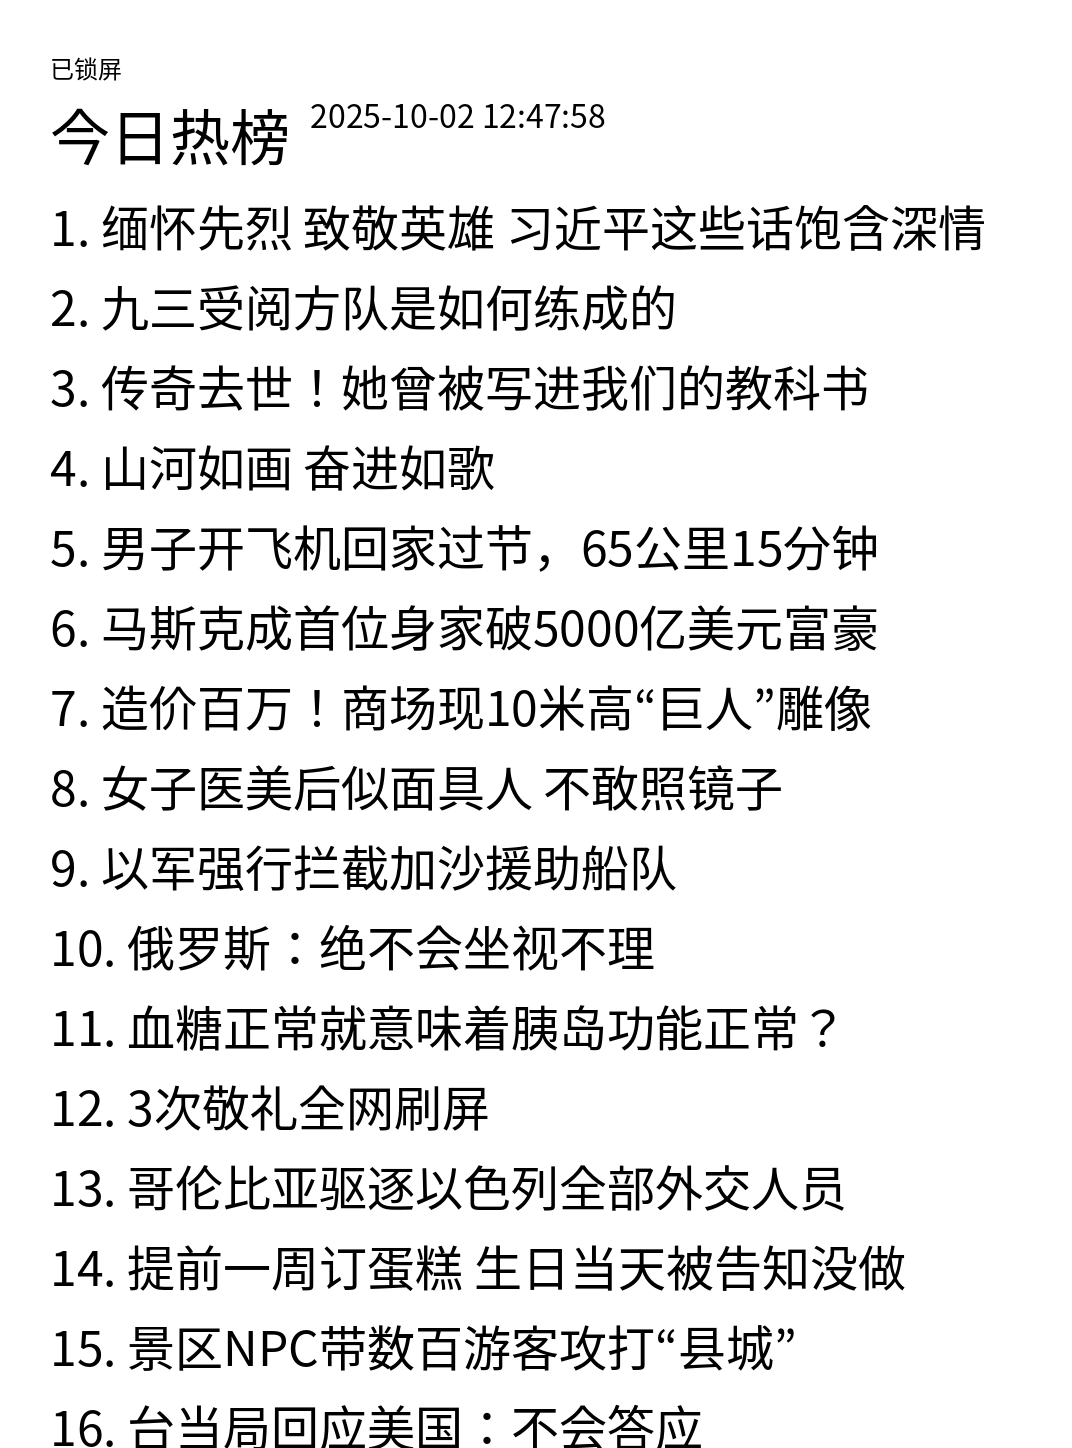 已锁屏
今日热榜 2025-10-02 12:47:58
1. 缅怀先烈 致敬英雄 习近平这些话饱含深情
2. 九三受阅方队是如何练成的
3. 传奇去世！她曾被写进我们的教科书
4. 山河如画 奋进如歌
5. 男子开飞机回家过节，65公里15分钟
6. 马斯克成首位身家破5000亿美元富豪
7. 造价百万！商场现10米高“巨人”雕像
8. 女子医美后似面具人 不敢照镜子
9. 以军强行拦截加沙援助船队
10. 俄罗斯：绝不会坐视不理
11. 血糖正常就意味着胰岛功能正常？
12. 3次敬礼全网刷屏
13. 哥伦比亚驱逐以色列全部外交人员
14. 提前一周订蛋糕 生日当天被告知没做
15. 景区NPC带数百游客攻打“县城”
16. 台当局回应美国：不会答应